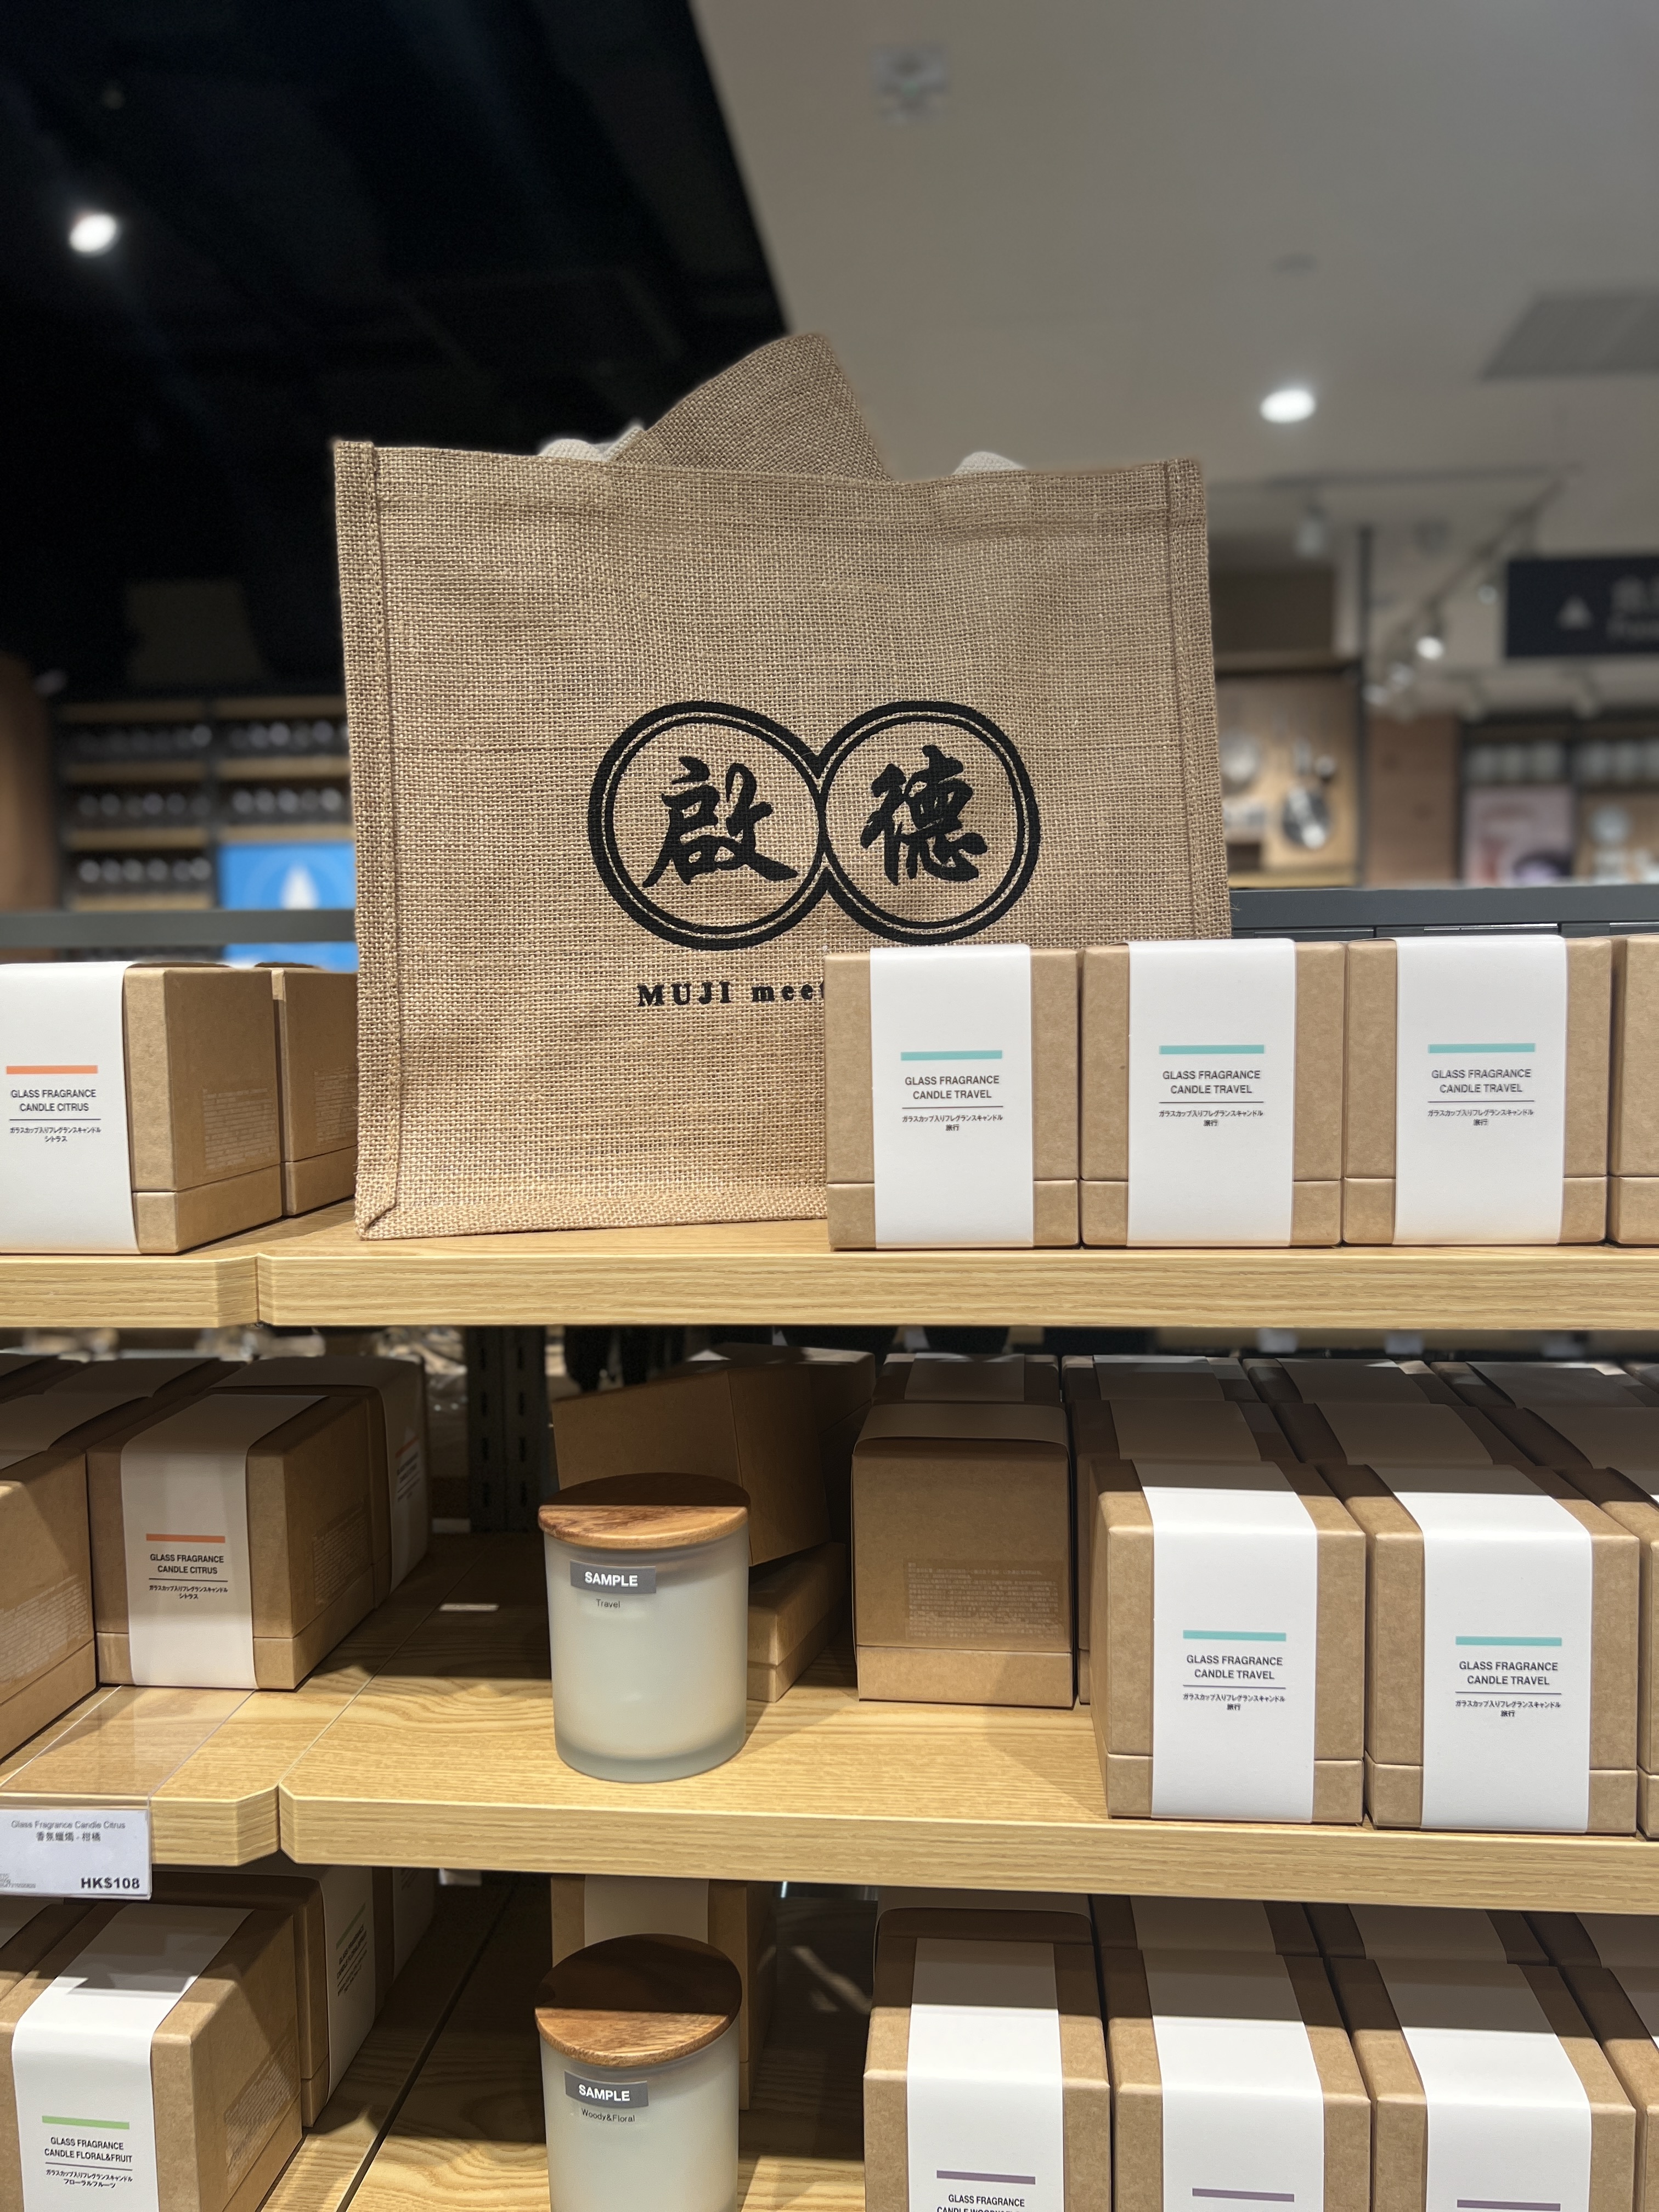 啟德
MUJI meet
GLASS FRAGRANCE
CANDLE CITRUS
ガラスカップ入りフレグランスキャンドル
シトラス
GLASS FRAGRANCE
CANDLE TRAVEL
ガラスカップ入りフレグランスキャンドル
旅行
GLASS FRAGRANCE
CANDLE TRAVEL
ガラスカップ入りフレグランスキャンドル
旅行
GLASS FRAGRANCE
CANDLE TRAVEL
ガラスカップ入りフレグランスキャンドル
旅行
GLASS FRAGRANCE
CANDLE CITRUS
ガラスカップ入りフレグランスキャンドル
シトラス
SAMPLE
Travel
GLASS FRAGRANCE
CANDLE TRAVEL
ガラスカップ入りフレグランスキャンドル
旅行
GLASS FRAGRANCE
CANDLE TRAVEL
ガラスカップ入りフレグランスキャンドル
旅行
Glass Fragrance Candle Citrus
香氛蠟燭 - 柑橘
HK$108
SAMPLE
Woody&Floral
GLASS FRAGRANCE
CANDLE FLORAL&FRUIT
ガラスカップ入りフレグランスキャンドル
フローラルフルーツ
GLASS FRAGRANCE